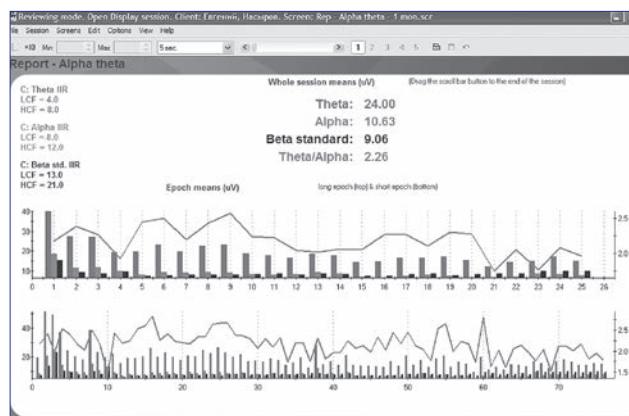 Reviewing mode. Open Display session. Client: Евгений, Насыров. Screen: Rep - Alpha theta - 1 mon.scr
File Session Screens Edit Options View Help
×10 Min: Max: 5 sec. 1 2 3 4 5
Report - Alpha theta
Whole session means (uV) (Drag the scroll bar button to the end of the session)
C: Theta IIR
LCF = 4.0
HCF = 8.0
C: Alpha IIR
LCF = 8.0
HCF = 12.0
C: Beta std. IIR
LCF = 13.0
HCF = 21.0
Theta: 24.00
Alpha: 10.63
Beta standard: 9.06
Theta/Alpha: 2.26
Epoch means (uV) long epoch (top) & short epoch (bottom)
40
30
20
10
2.5
2.0
1.5
0 1 2 3 4 5 6 7 8 9 10 11 12 13 14 15 16 17 18 19 20 21 22 23 24 25 26
40
20
2.5
2.0
1.5
0 10 20 30 40 50 60 70